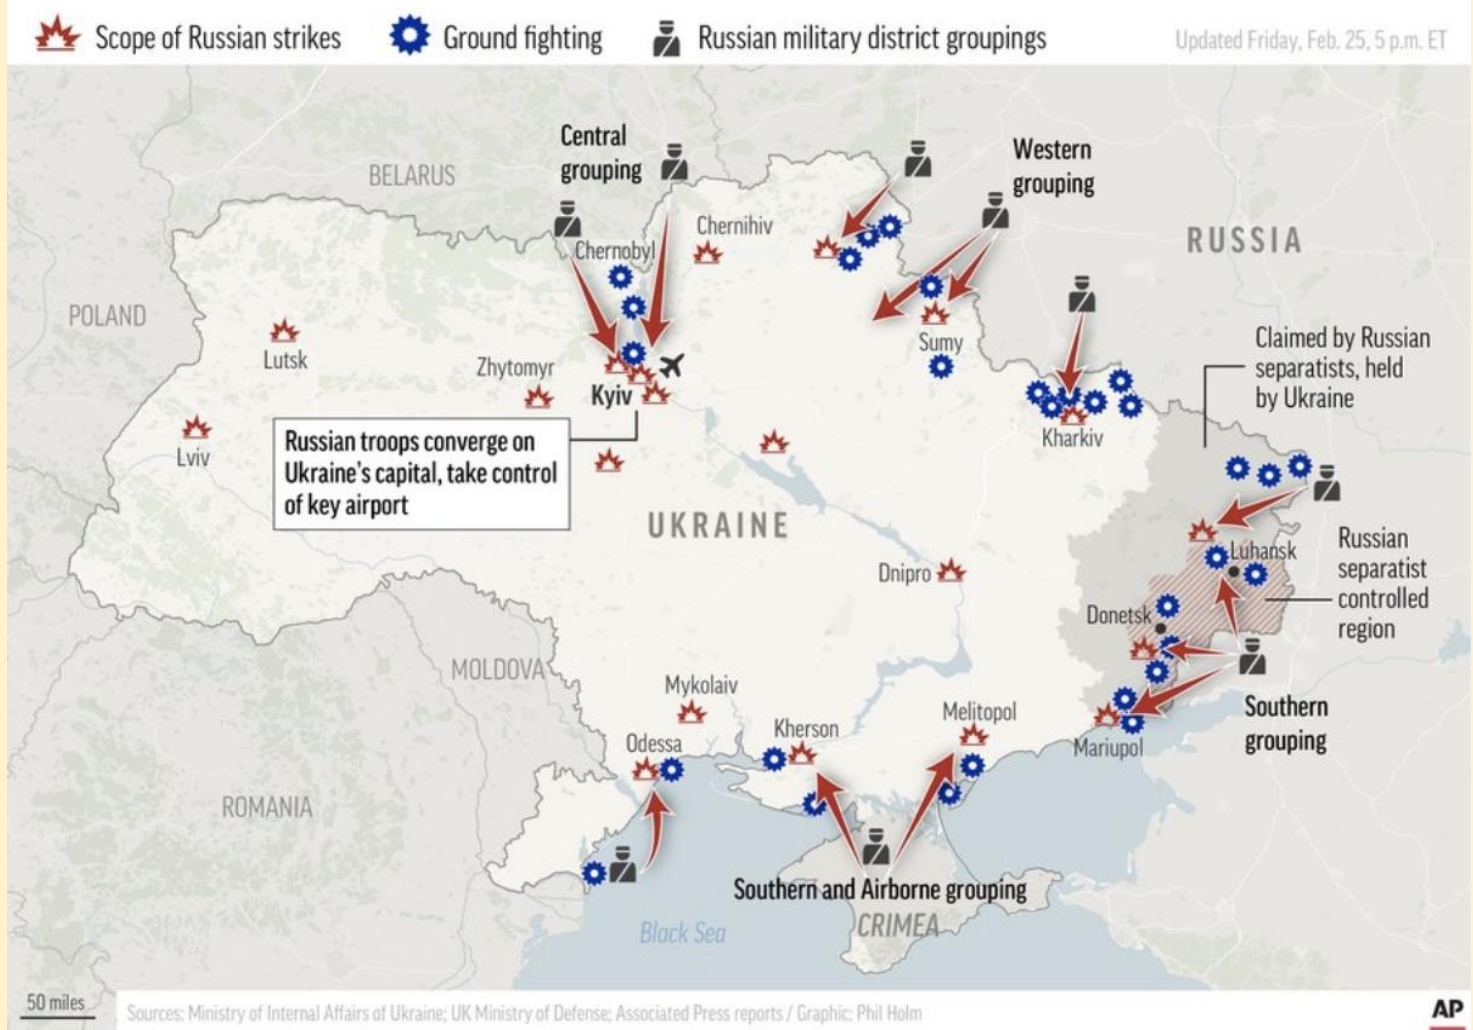 Scope of Russian strikes
Ground fighting
Russian military district groupings
Updated Friday, Feb. 25, 5 p.m. ET
Central
grouping
Western
grouping
BELARUS
Chernihiv
Chernobyl
RUSSIA
POLAND
Lutsk
Zhytomyr
Sumy
Claimed by Russian
separatists, held
by Ukraine
Kyiv
Kharkiv
Lviv
Russian troops converge on
Ukraine's capital, take control
of key airport
UKRAINE
Luhansk
Russian
separatist
controlled
region
Dnipro
Donetsk
MOLDOVA
Mykolaiv
Kherson
Melitopol
Southern
grouping
Odessa
Mariupol
ROMANIA
Southern and Airborne grouping
CRIMEA
Black Sea
50 miles
Sources: Ministry of Internal Affairs of Ukraine; UK Ministry of Defense; Associated Press reports / Graphic: Phil Holm
AP